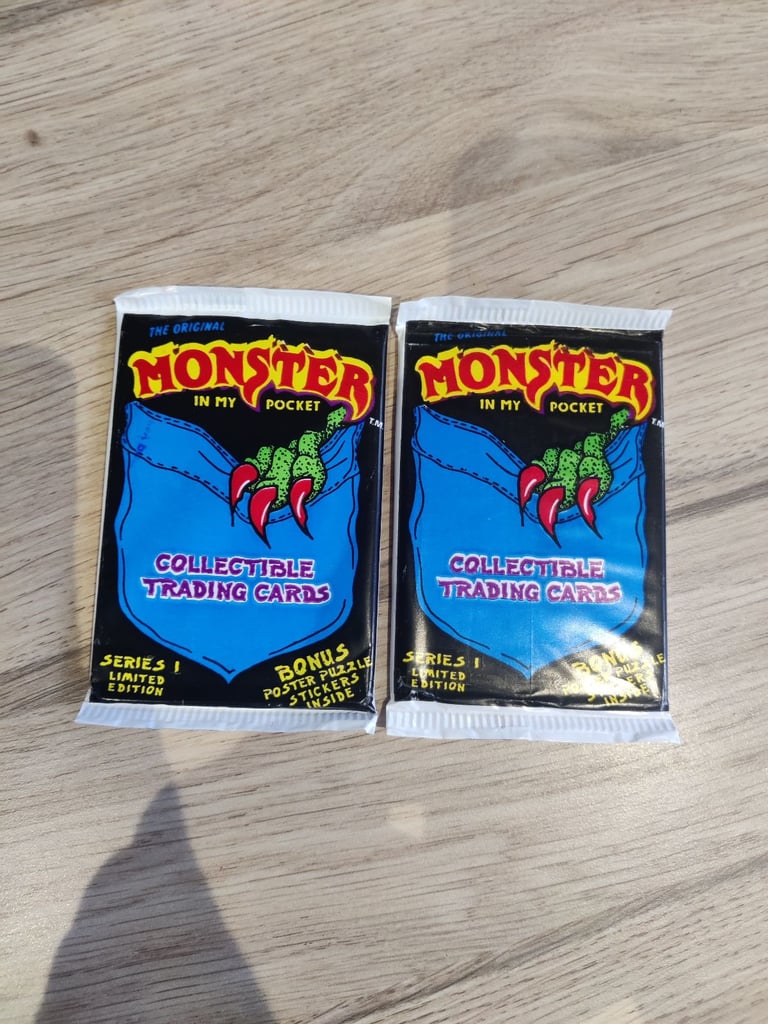 THE ORIGINAL
MONSTER
IN MY POCKET
T.M.
COLLECTIBLE
TRADING CARDS
SERIES 1
LIMITED
EDITION
BONUS
POSTER PUZZLE
STICKERS
INSIDE
THE ORIGINAL
MONSTER
IN MY POCKET
T.M.
COLLECTIBLE
TRADING CARDS
SERIES 1
LIMITED
EDITION
BONUS
POSTER PUZZLE
STICKERS
INSIDE